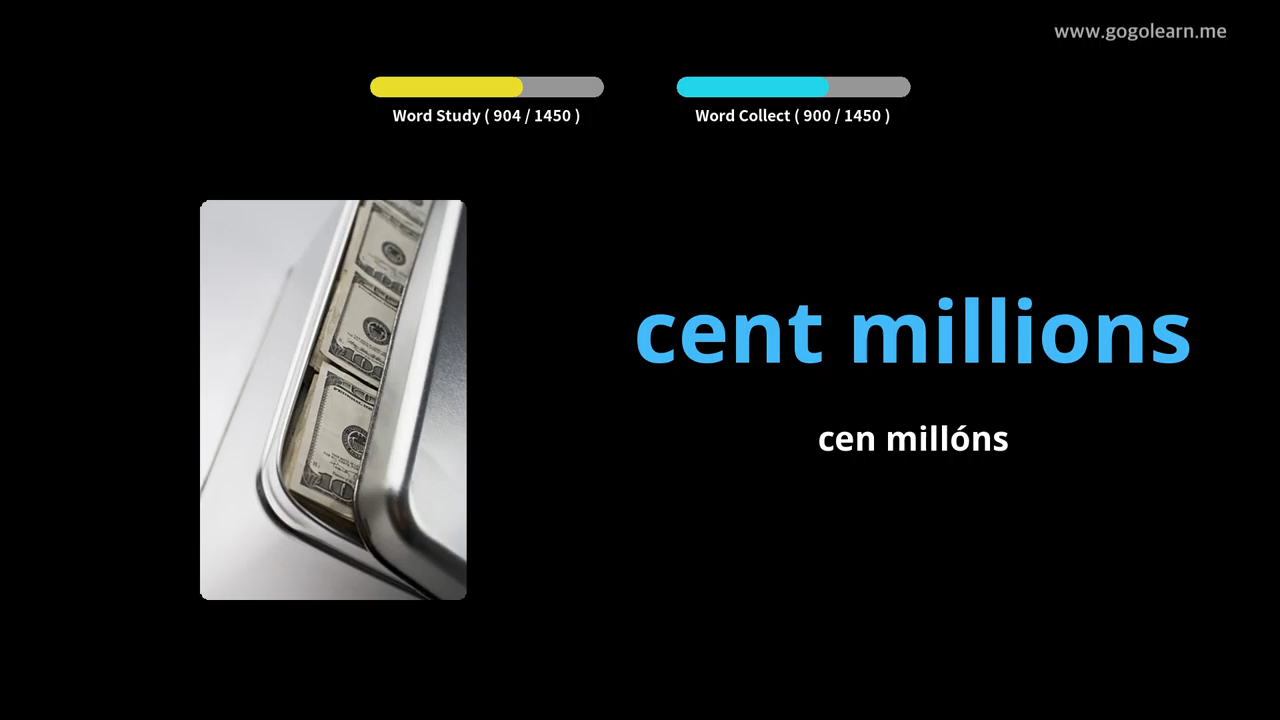 www.gogolearn.me
Word Study ( 904 / 1450 )
Word Collect ( 900 / 1450 )
cent millions
cen millóns